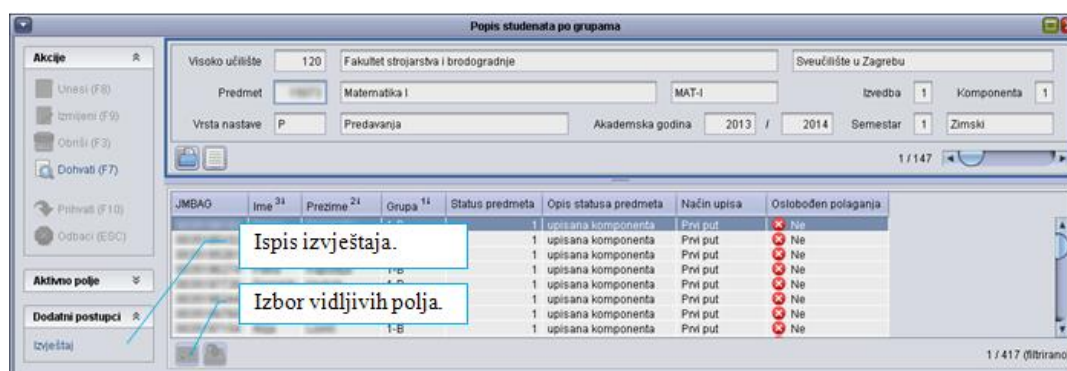 Popis studenata po grupama
Akcije
Unesi (F8)
Izmijeni (F9)
Obriši (F3)
Dohvati (F7)
Prihvati (F10)
Odbaci (ESC)
Aktivno polje
Dodatni postupci
Izvještaj
Visoko učilište 120 Fakultet strojarstva i brodogradnje Sveučilište u Zagrebu
Predmet Matematika I MAT-I Izvedba 1 Komponenta 1
Vrsta nastave P Predavanja Akademska godina 2013 / 2014 Semestar 1 Zimski
1 / 147
JMBAG Ime 3 Prezime 2 Grupa 1 Status predmeta Opis statusa predmeta Način upisa Oslobođen polaganja
1 upisana komponenta Prvi put Ne
1 upisana komponenta Prvi put Ne
1 upisana komponenta Prvi put Ne
1 upisana komponenta Prvi put Ne
1-B 1 upisana komponenta Prvi put Ne
1 upisana komponenta Prvi put Ne
1 upisana komponenta Prvi put Ne
1-B 1 upisana komponenta Prvi put Ne
Ispis izvještaja.
Izbor vidljivih polja.
1 / 417 (filtrirano